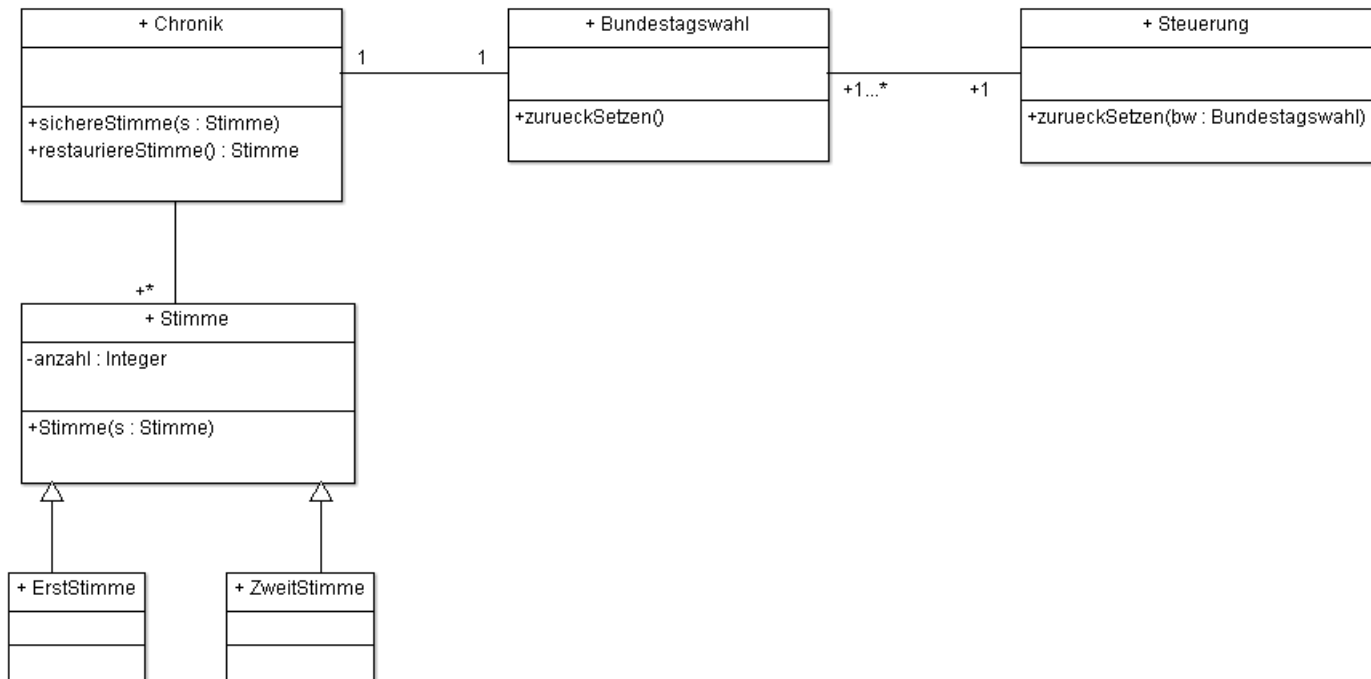 + Chronik
1
+sichereStimme(s : Stimme)
+restauriereStimme() : Stimme
1
+ Bundestagswahl
+zurueckSetzen()
+1...*
+1
+ Steuerung
+zurueckSetzen(bw : Bundestagswahl)
+*
+ Stimme
-anzahl : Integer
+Stimme(s : Stimme)
+ ErstStimme
+ ZweitStimme